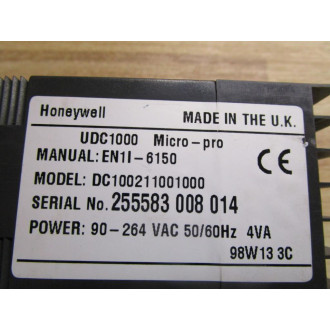 Honeywell MADE IN THE U.K.
UDC1000 Micro-pro
MANUAL: EN1I-6150
CE
MODEL: DC100211001000
SERIAL No. 255583 008 014
POWER: 90-264 VAC 50/60Hz 4VA
98W13 3C